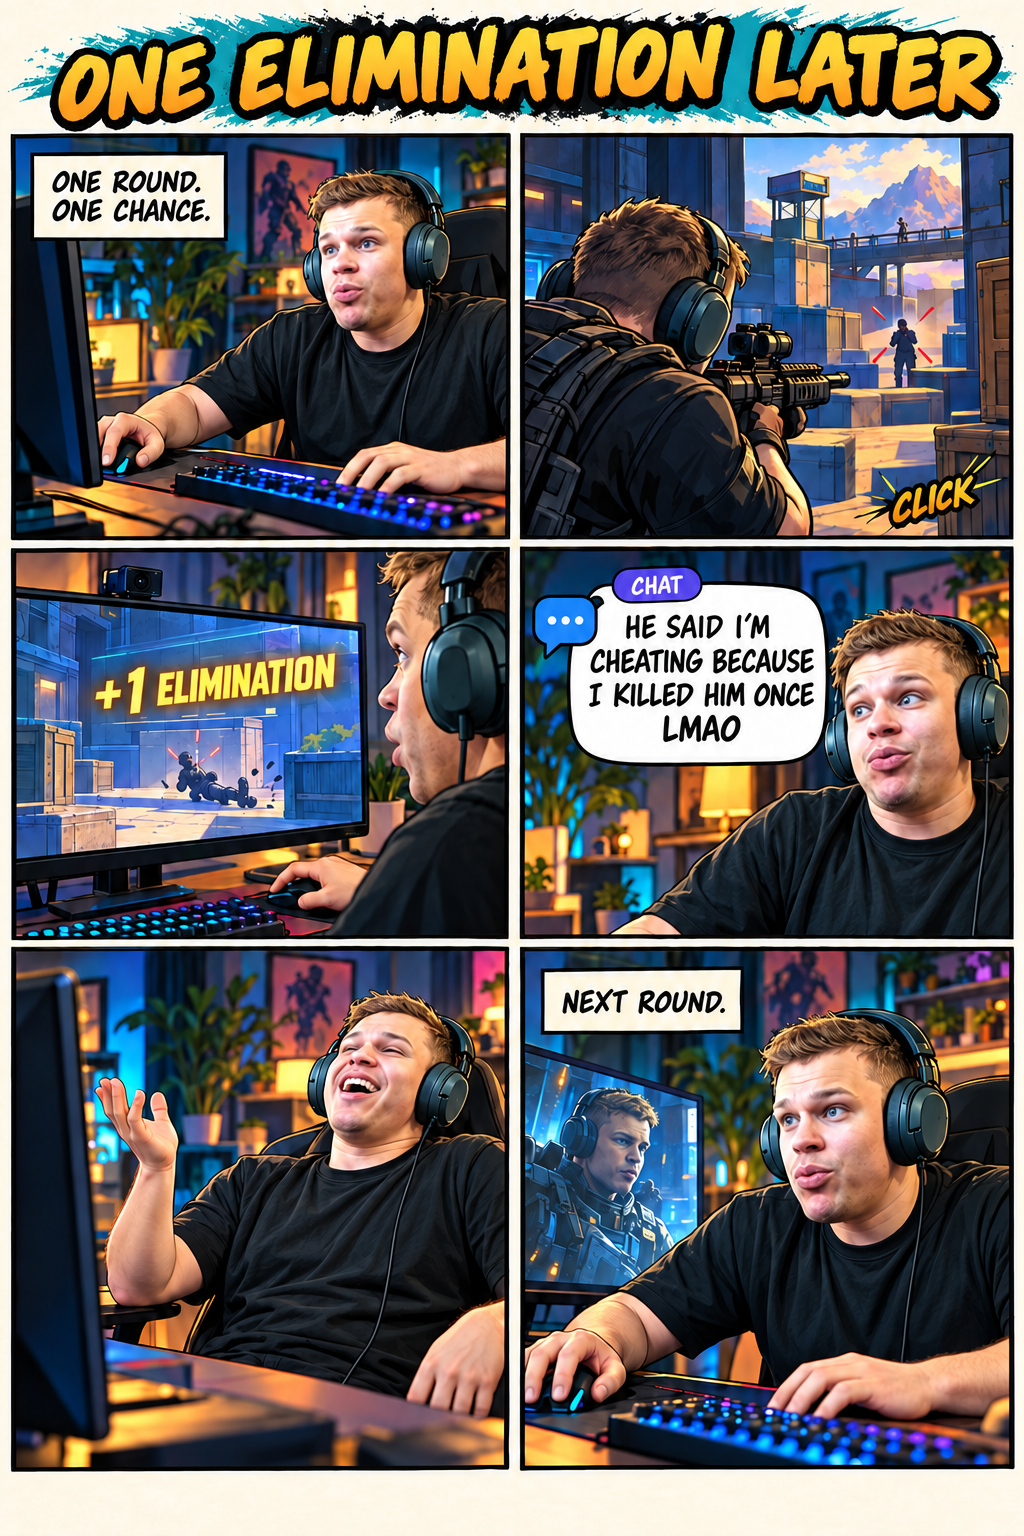 ONE ELIMINATION LATER
ONE ROUND.
ONE CHANCE.
CLICK
+1 ELIMINATION
CHAT
HE SAID I'M
CHEATING BECAUSE
I KILLED HIM ONCE
LMAO
NEXT ROUND.